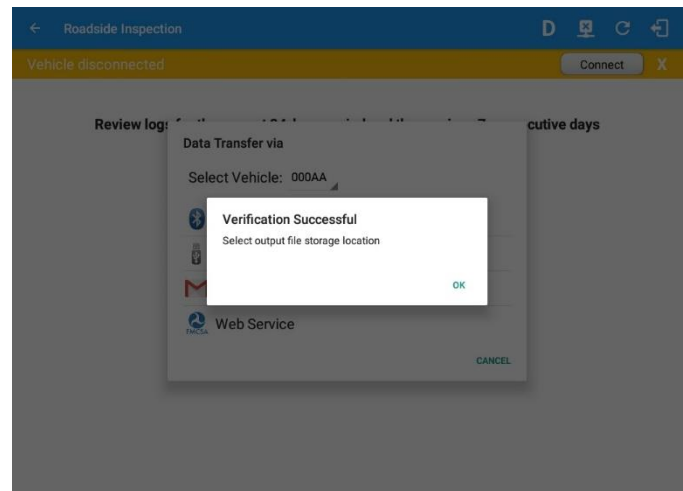 Roadside Inspection
D
Vehicle disconnected
Connect X
Review logs
cutive days
Data Transfer via
Select Vehicle: 000AA
Verification Successful
Select output file storage location
OK
Web Service
CANCEL